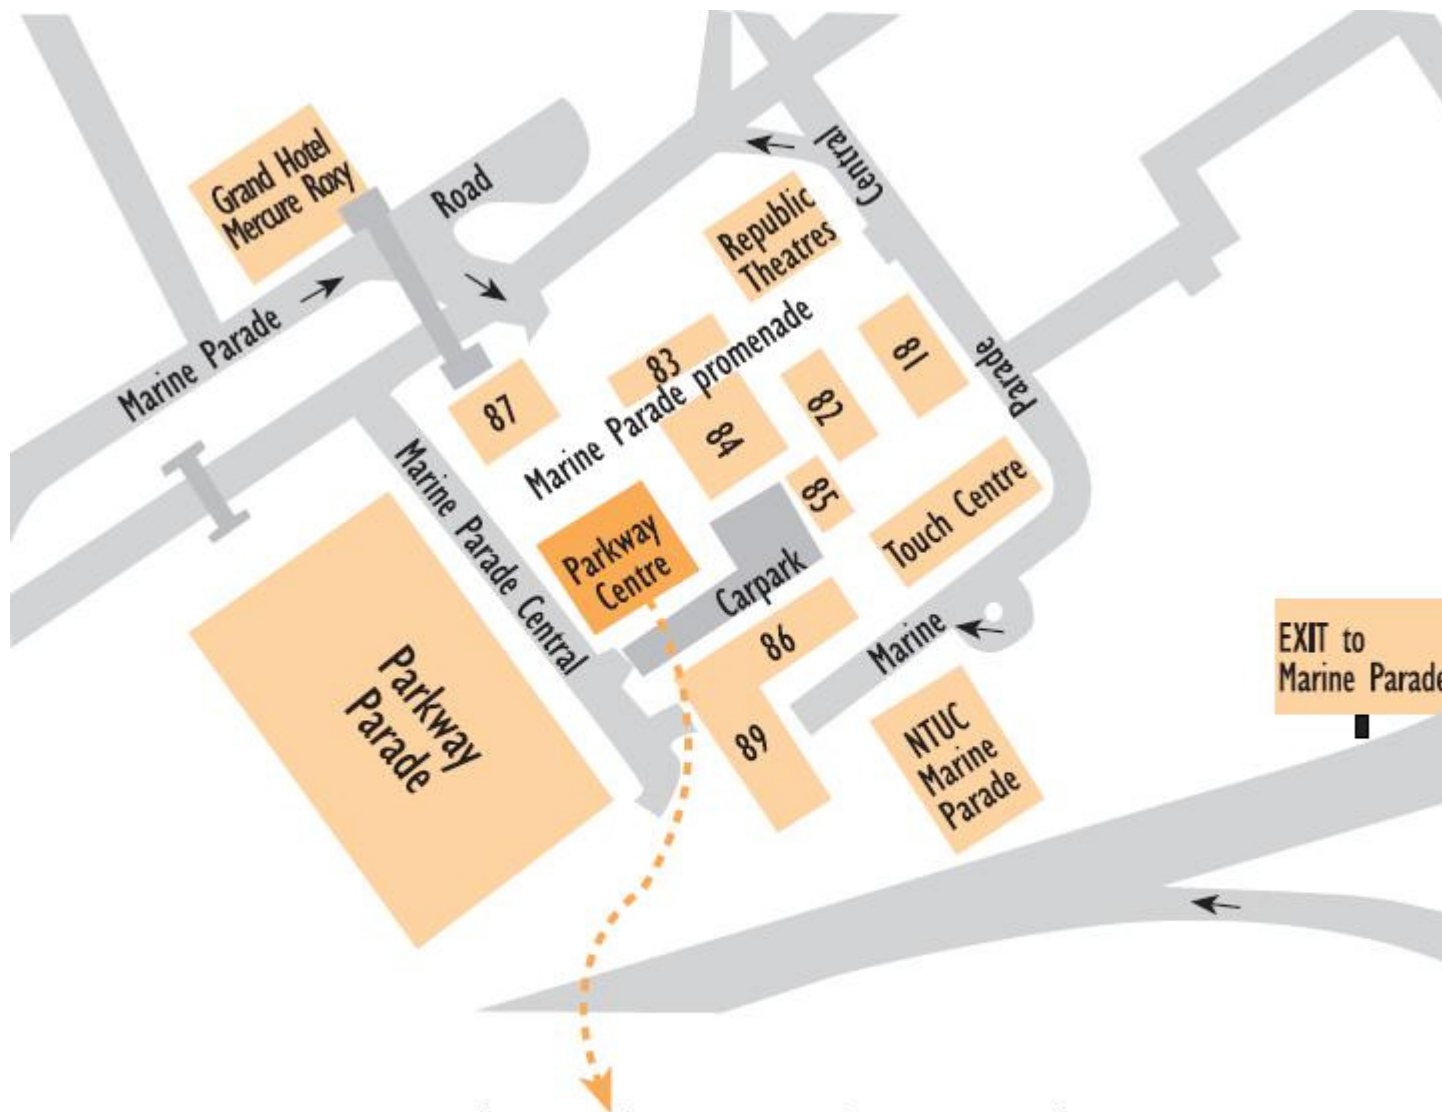 Grand Hotel
Mercure Roxy
Road
Marine Parade
Central
Republic
Theatres
Marine Parade promenade
83
81
82
84
87
85
Parade
Marine Parade Central
Parkway
Centre
Touch Centre
Carpark
86
Marine
89
Parkway
Parade
NTUC
Marine
Parade
EXIT to
Marine Parade